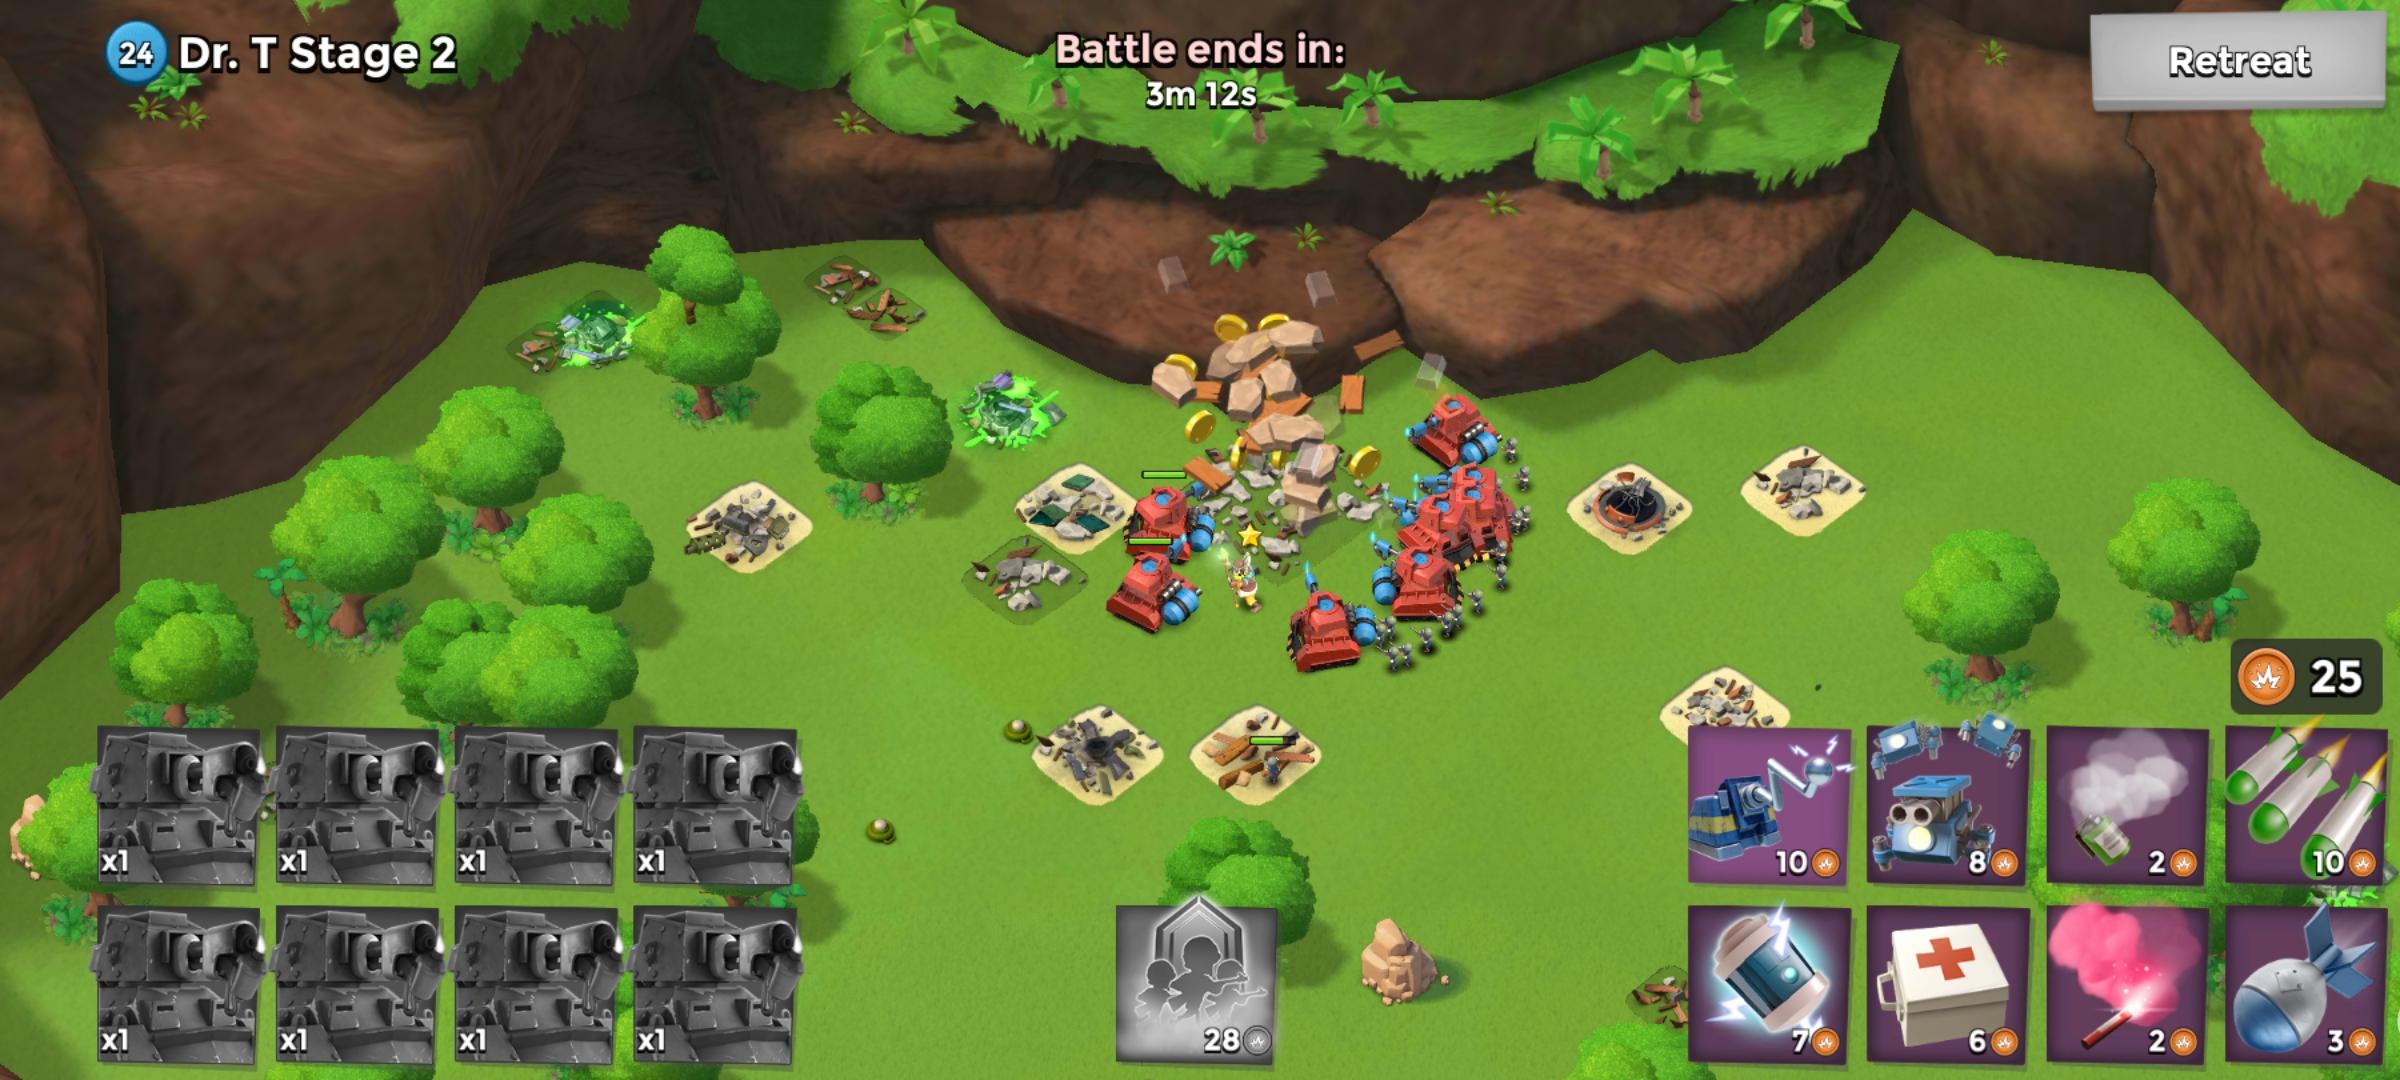 24 Dr. T Stage 2
Battle ends in:
3m 12s
Retreat
25
x1 x1 x1 x1
10 8 2 10
x1 x1 x1 x1
28
7 6 2 3